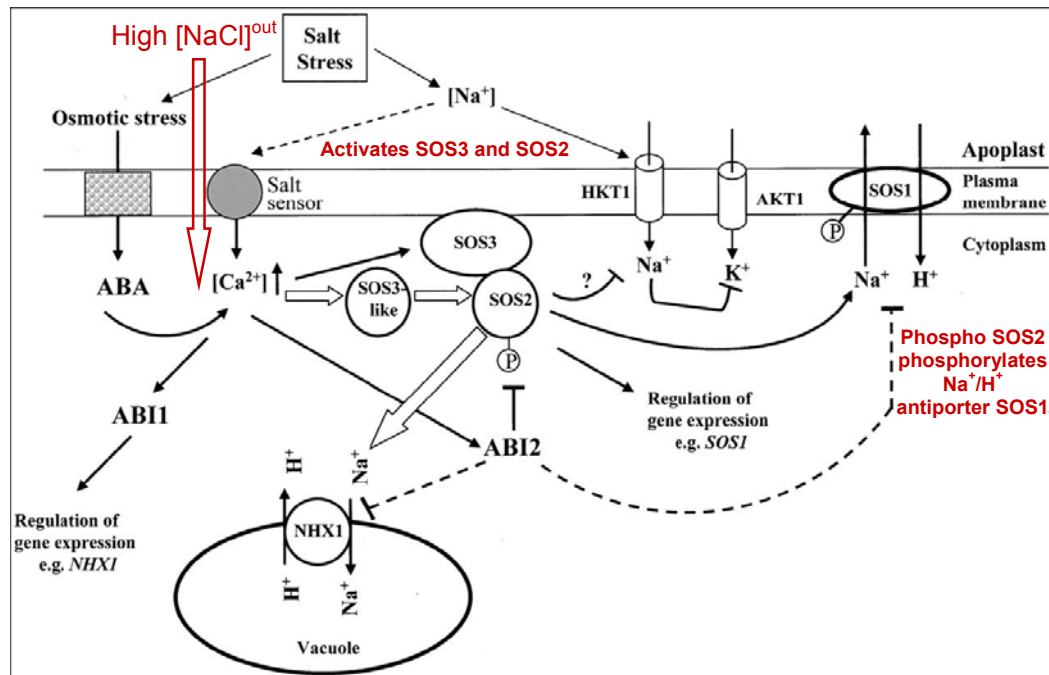 High [NaCl]out
Salt
Stress
[Na+]
Osmotic stress
Activates SOS3 and SOS2
Apoplast
Plasma
membrane
Cytoplasm
Salt
sensor
HKT1
AKT1
SOS1
P
SOS3
ABA
[Ca2+]
SOS3-
like
SOS2
P
?
Na+
K+
Na+
H+
Phospho SOS2
phosphorylates
Na+/H+
antiporter SOS1
ABI1
Regulation of
gene expression
e.g. SOS1
ABI2
H+
Na+
Regulation of
gene expression
e.g. NHX1
NHX1
H+
Na+
Vacuole